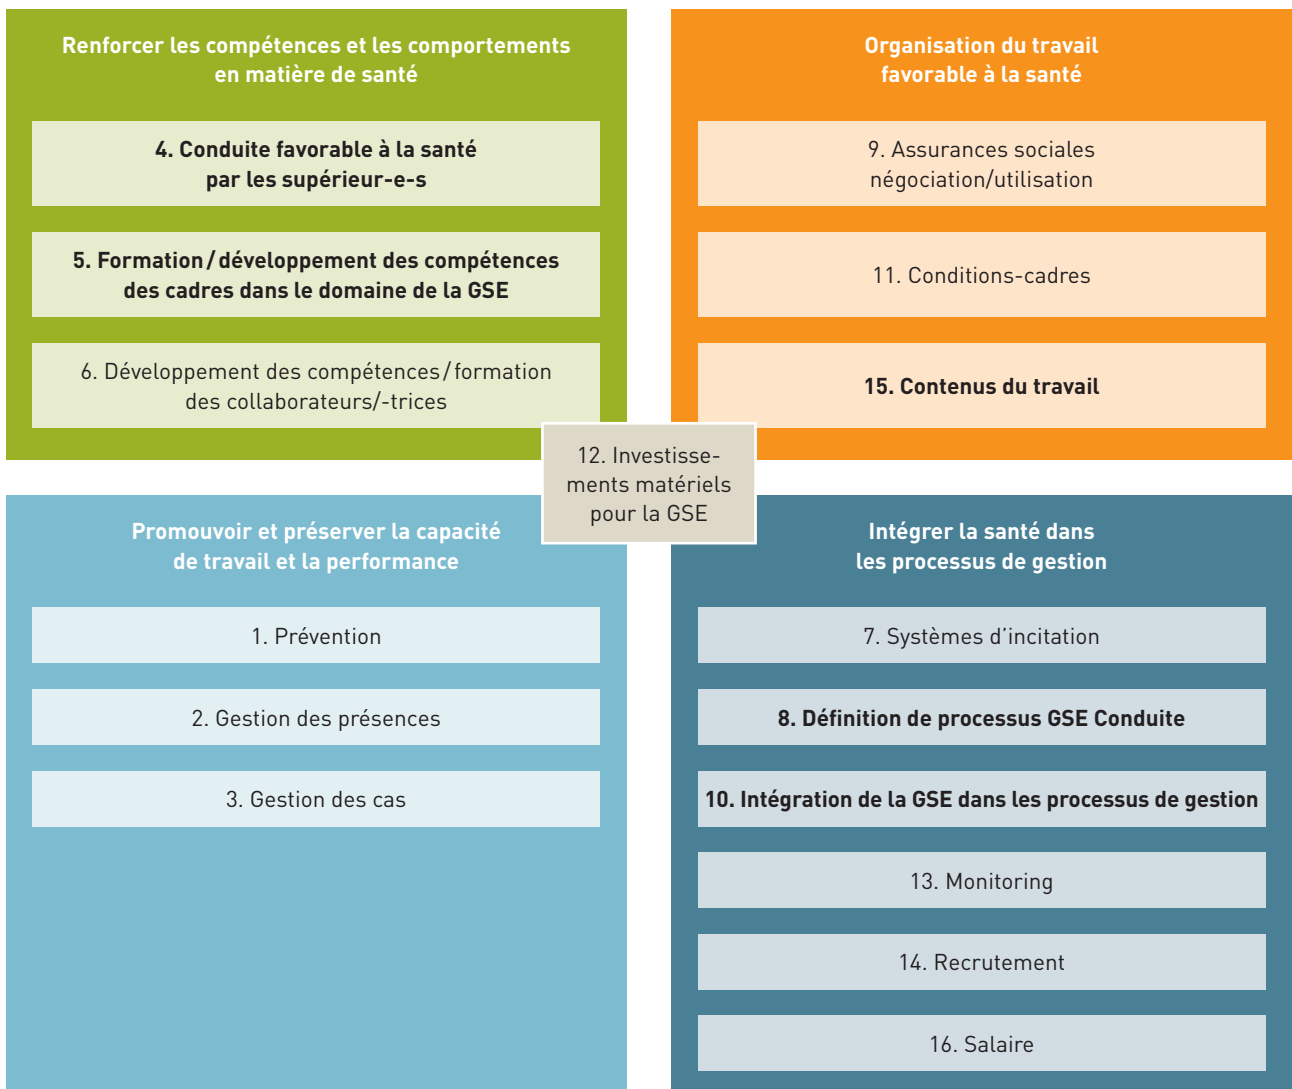 Renforcer les compétences et les comportements
en matière de santé
4. Conduite favorable à la santé
par les supérieur-e-s
5. Formation / développement des compétences
des cadres dans le domaine de la GSE
6. Développement des compétences / formation
des collaborateurs/-trices
Organisation du travail
favorable à la santé
9. Assurances sociales
négociation/utilisation
11. Conditions-cadres
15. Contenus du travail
12. Investisse-
ments matériels
pour la GSE
Promouvoir et préserver la capacité
de travail et la performance
1. Prévention
2. Gestion des présences
3. Gestion des cas
Intégrer la santé dans
les processus de gestion
7. Systèmes d’incitation
8. Définition de processus GSE Conduite
10. Intégration de la GSE dans les processus de gestion
13. Monitoring
14. Recrutement
16. Salaire